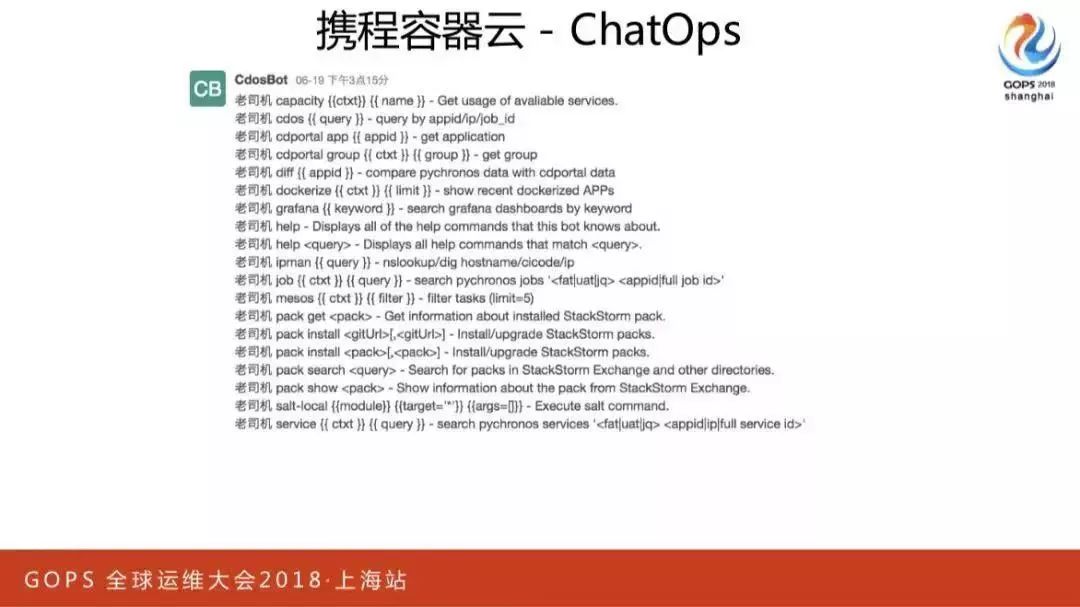 携程容器云 - ChatOps
GOPS 2018
shanghai
CB
CdosBot 06-19 下午3点15分
老司机 capacity {{ctxt}} {{ name }} - Get usage of avaliable services.
老司机 cdos {{ query }} - query by appid/ip/job_id
老司机 cdportal app {{ appid }} - get application
老司机 cdportal group {{ ctxt }} {{ group }} - get group
老司机 diff {{ appid }} - compare pychronos data with cdportal data
老司机 dockerize {{ ctxt }} {{ limit }} - show recent dockerized APPs
老司机 grafana {{ keyword }} - search grafana dashboards by keyword
老司机 help - Displays all of the help commands that this bot knows about.
老司机 help <query> - Displays all help commands that match <query>.
老司机 ipman {{ query }} - nslookup/dig hostname/cicode/ip
老司机 job {{ ctxt }} {{ query }} - search pychronos jobs '<fat|uat|jq> <appid|full job id>'
老司机 mesos {{ ctxt }} {{ filter }} - filter tasks (limit=5)
老司机 pack get <pack> - Get information about installed StackStorm pack.
老司机 pack install <gitUrl>[,<gitUrl>] - Install/upgrade StackStorm packs.
老司机 pack install <pack>[,<pack>] - Install/upgrade StackStorm packs.
老司机 pack search <query> - Search for packs in StackStorm Exchange and other directories.
老司机 pack show <pack> - Show information about the pack from StackStorm Exchange.
老司机 salt-local {{module}} {{target='*'}} {{args=[]}} - Execute salt command.
老司机 service {{ ctxt }} {{ query }} - search pychronos services '<fat|uat|jq> <appid|ip|full service id>'
GOPS 全球运维大会2018·上海站